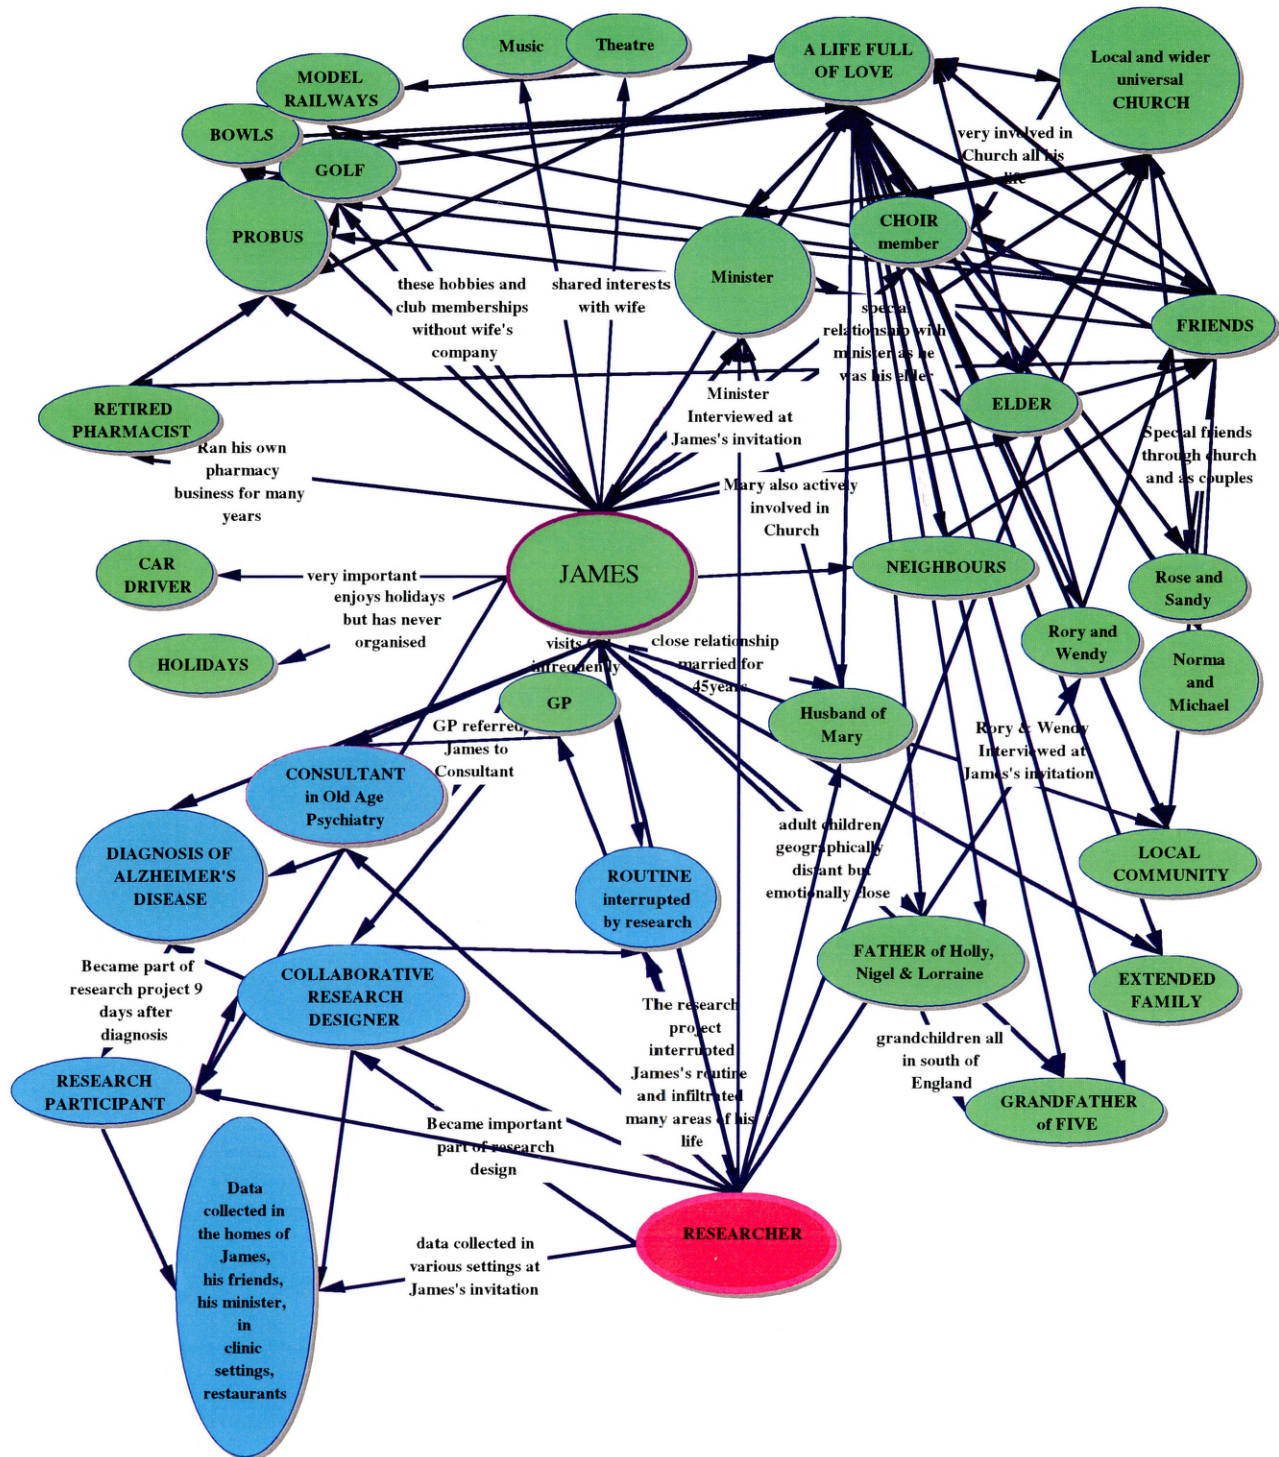 Music
Theatre
A LIFE FULL
OF LOVE
Local and wider
universal
CHURCH
MODEL
RAILWAYS
BOWLS
GOLF
PROBUS
very involved in
Church all his
life
CHOIR
member
Minister
these hobbies and
club memberships
without wife's
company
shared interests
with wife
special
relationship with
minister as he
was his elder
FRIENDS
RETIRED
PHARMACIST
Ran his own
pharmacy
business for many
years
Minister
Interviewed at
James's invitation
ELDER
Special friends
through church
and as couples
Mary also actively
involved in
Church
CAR
DRIVER
very important
enjoys holidays
but has never
organised
JAMES
NEIGHBOURS
Rose and
Sandy
HOLIDAYS
visits
infrequently
close relationship
married for
45years
Rory and
Wendy
Norma
and
Michael
GP
Husband of
Mary
GP referred
James to
Consultant
Rory & Wendy
Interviewed at
James's invitation
CONSULTANT
in Old Age
Psychiatry
adult children
geographically
distant but
emotionally close
LOCAL
COMMUNITY
DIAGNOSIS OF
ALZHEIMER'S
DISEASE
ROUTINE
interrupted
by research
FATHER of Holly,
Nigel & Lorraine
EXTENDED
FAMILY
Became part of
research project 9
days after
diagnosis
COLLABORATIVE
RESEARCH
DESIGNER
The research
project
interrupted
James's routine
and infiltrated
many areas of his
life
grandchildren all
in south of
England
RESEARCH
PARTICIPANT
GRANDFATHER
of FIVE
Became important
part of research
design
Data
collected in
the homes of
James,
his friends,
his minister,
in
clinic
settings,
restaurants
data collected in
various settings at
James's invitation
RESEARCHER